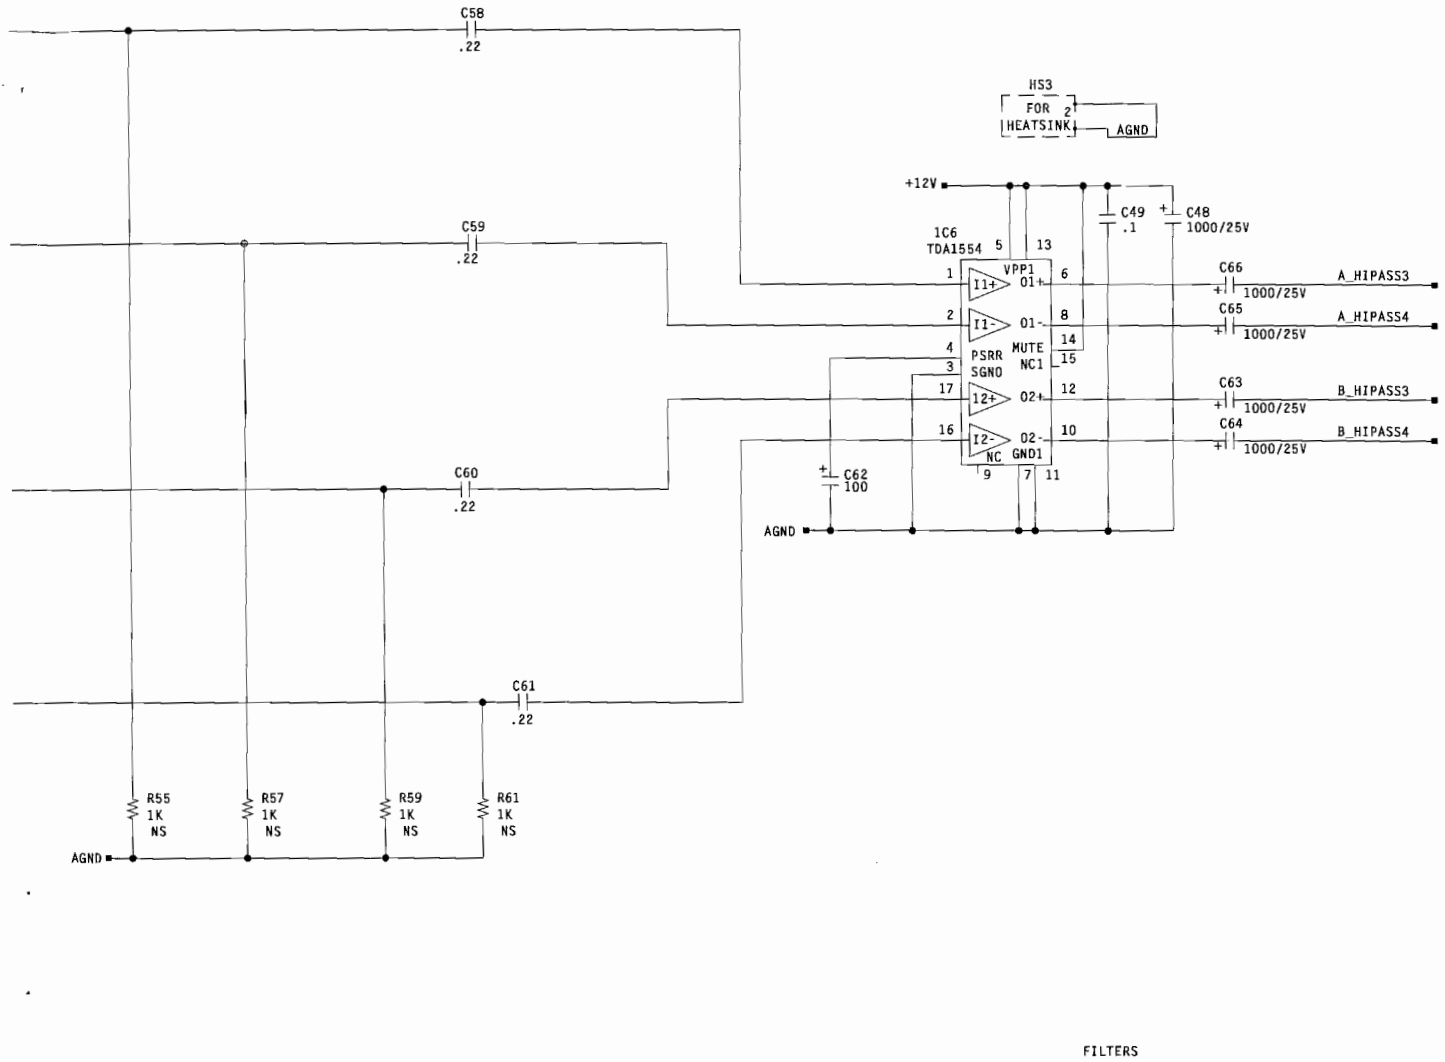 C58
.22
HS3
FOR 2
HEATSINK
AGND
+12V
C49
.1
+ C48
1000/25V
C59
.22
1C6
TDA1554
5 13
VPP1
1 I1+ O1+ 6
C66
+ 1000/25V
A_HIPASS3
2 I1- O1- 8
C65
+ 1000/25V
A_HIPASS4
4 PSRR MUTE 14
3 SGND NC1 15
17 12+ O2+ 12
C63
+ 1000/25V
B_HIPASS3
16 I2- O2- 10
C64
+ 1000/25V
B_HIPASS4
NC GND1
9 7 11
C60
.22
+ C62
100
AGND
C61
.22
R55
1K
NS
R57
1K
NS
R59
1K
NS
R61
1K
NS
AGND
FILTERS